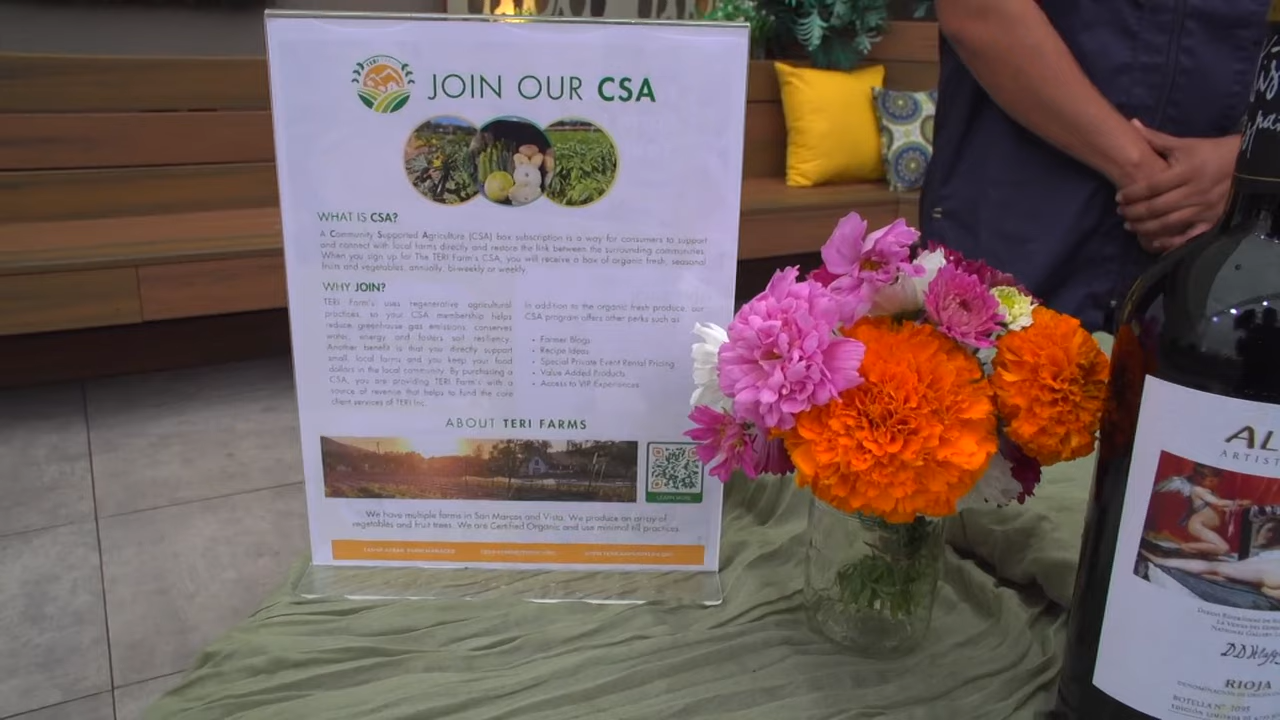 TERI
JOIN OUR CSA
WHAT IS CSA?
A Community Supported Agriculture (CSA) box subscription is a way for consumers to support
and connect with local farms directly and restore the link between the surrounding communities.
When you sign up for The TERI Farm's CSA, you will receive a box of organic fresh, seasonal
fruits and vegetables, annually, bi-weekly or weekly.
WHY JOIN?
TERI Farm's uses regenerative agricultural
practices, so your CSA membership helps
reduce greenhouse gas emissions, conserves
water, energy and fosters soil resiliency.
Another benefit is that you directly support
small, local farms and you keep your food
dollars in the local community. By purchasing a
CSA, you are providing TERI Farm's with a
source of revenue that helps to fund the core
client services of TERI Inc.
In addition to the organic fresh produce, our
CSA program offers other perks such as:
• Farmer Blogs
• Recipe Ideas
• Special Private Event Rental Pricing
• Value Added Products
• Access to VIP Experiences
ABOUT TERI FARMS
LEARN MORE
We have multiple farms in San Marcos and Vista. We produce an array of
vegetables and fruit trees. We are Certified Organic and use minimal till practices.
AL
ARTIST
NATIONAL
RIOJA
BOTELLA Nº